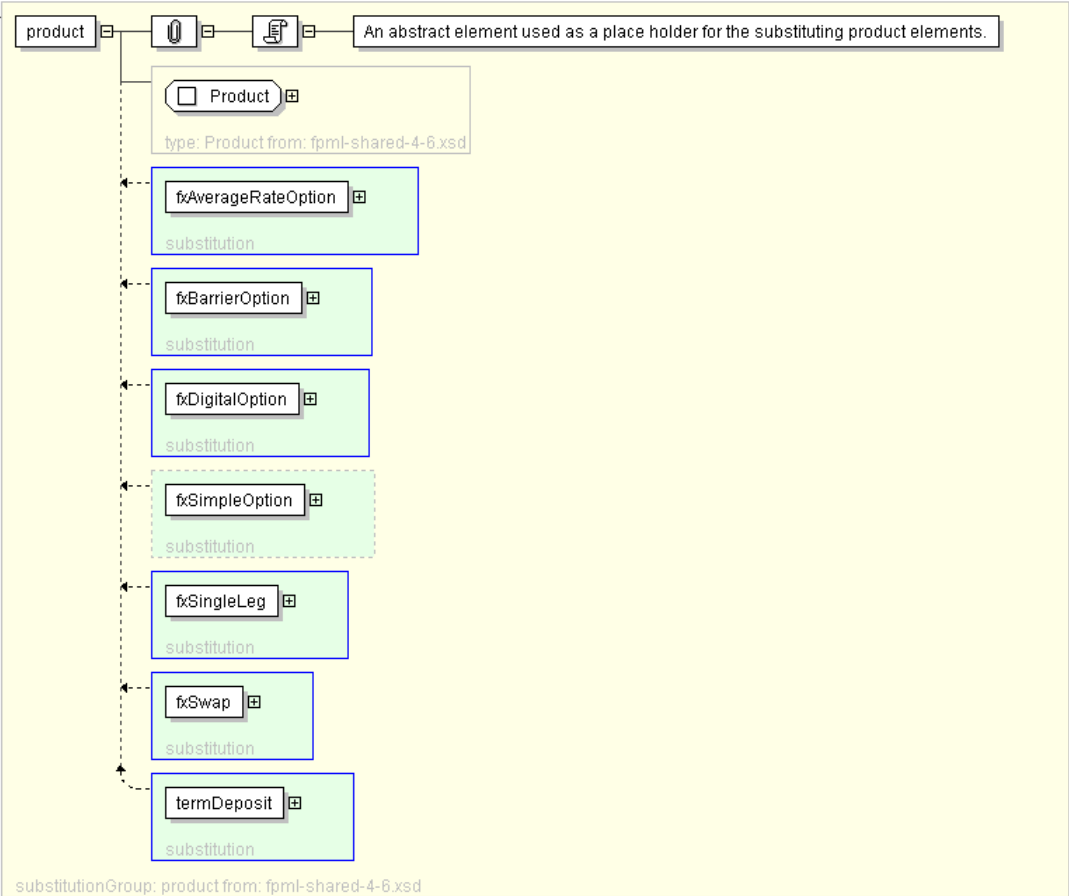 product
An abstract element used as a place holder for the substituting product elements.
Product
type: Product from: fpml-shared-4-6.xsd
fxAverageRateOption
substitution
fxBarrierOption
substitution
fxDigitalOption
substitution
fxSimpleOption
substitution
fxSingleLeg
substitution
fxSwap
substitution
termDeposit
substitution
substitutionGroup: product from: fpml-shared-4-6.xsd